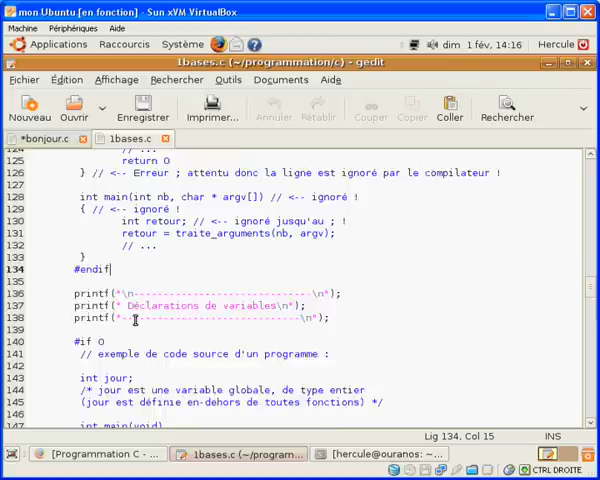 mon Ubuntu [en fonction] - Sun xVM VirtualBox
Machine Périphériques Aide
Applications Raccourcis Système dim 1 fév, 14:16 Hercule
1bases.c (~/programmation/c) - gedit
Fichier Édition Affichage Rechercher Outils Documents Aide
Nouveau Ouvrir Enregistrer Imprimer... Annuler Rétablir Couper Copier Coller Rechercher
*bonjour.c 1bases.c
124 // ...
125 return 0
126 } // <-- Erreur ; attentu donc la ligne est ignoré par le compilateur !
127
128 int main(int nb, char * argv[]) // <-- ignoré !
129 { // <-- ignoré !
130 int retour; // <-- ignoré jusqu'au ; !
131 retour = traite_arguments(nb, argv);
132 // ...
133 }
134 #endif
135
136 printf("\n------------------------------\n");
137 printf(" Déclarations de variables\n");
138 printf("------------------------------\n");
139
140 #if 0
141 // exemple de code source d'un programme :
142
143 int jour;
144 /* jour est une variable globale, de type entier
145 (jour est définie en-dehors de toutes fonctions) */
146
147 int main(void)
Lig 134, Col 15 INS
[Programmation C - ... 1bases.c (~/program... [hercule@ouranos: ~...
CTRL DROITE